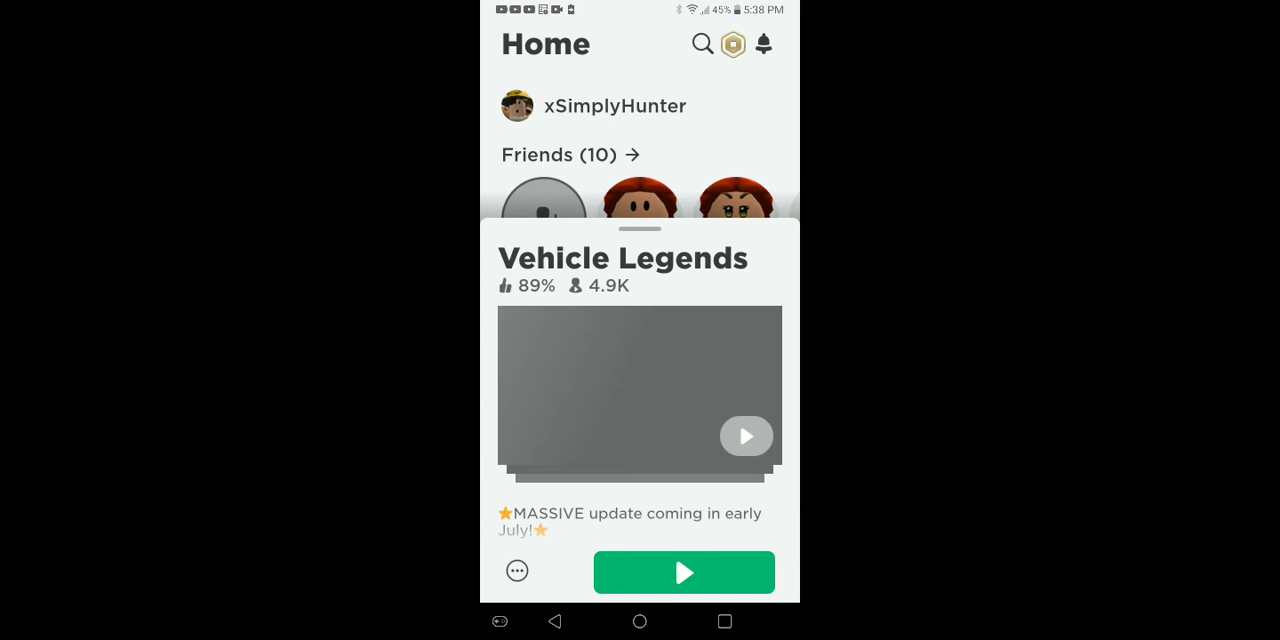 45% 5:38 PM
Home
xSimplyHunter
Friends (10) →
Vehicle Legends
89% 4.9K
⭐MASSIVE update coming in early
July!⭐